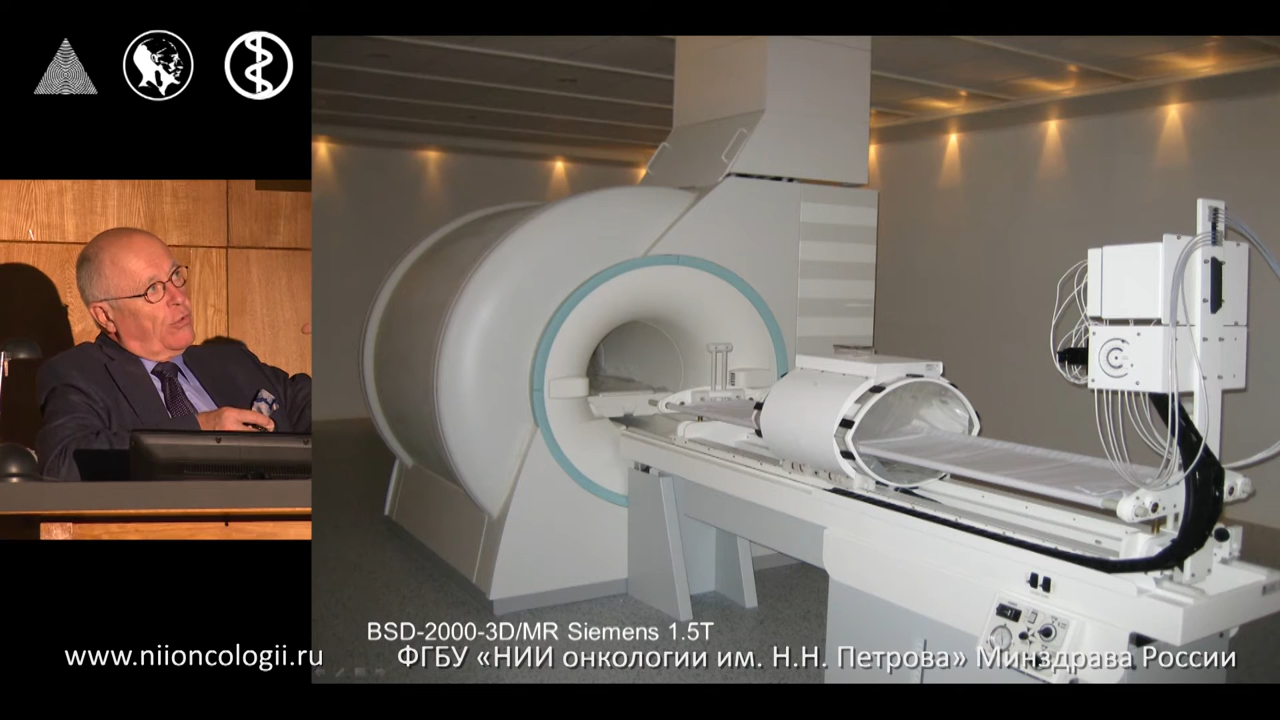 BSD-2000-3D/MR Siemens 1.5T
www.niioncologii.ru
ФГБУ «НИИ онкологии им. Н.Н. Петрова» Минздрава России